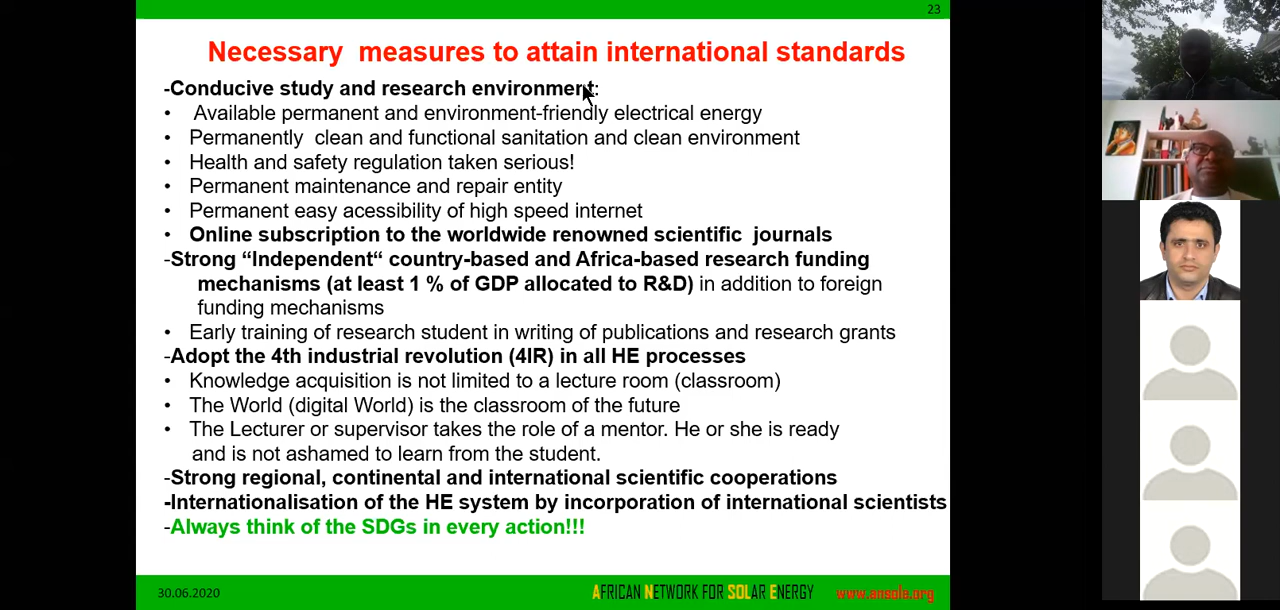 23
Necessary measures to attain international standards
-Conducive study and research environment:
• Available permanent and environment-friendly electrical energy
• Permanently clean and functional sanitation and clean environment
• Health and safety regulation taken serious!
• Permanent maintenance and repair entity
• Permanent easy acessibility of high speed internet
• Online subscription to the worldwide renowned scientific journals
-Strong “Independent“ country-based and Africa-based research funding
mechanisms (at least 1 % of GDP allocated to R&D) in addition to foreign
funding mechanisms
• Early training of research student in writing of publications and research grants
-Adopt the 4th industrial revolution (4IR) in all HE processes
• Knowledge acquisition is not limited to a lecture room (classroom)
• The World (digital World) is the classroom of the future
• The Lecturer or supervisor takes the role of a mentor. He or she is ready
and is not ashamed to learn from the student.
-Strong regional, continental and international scientific cooperations
-Internationalisation of the HE system by incorporation of international scientists
-Always think of the SDGs in every action!!!
30.06.2020
AFRICAN NETWORK FOR SOLAR ENERGY
www.ansole.org